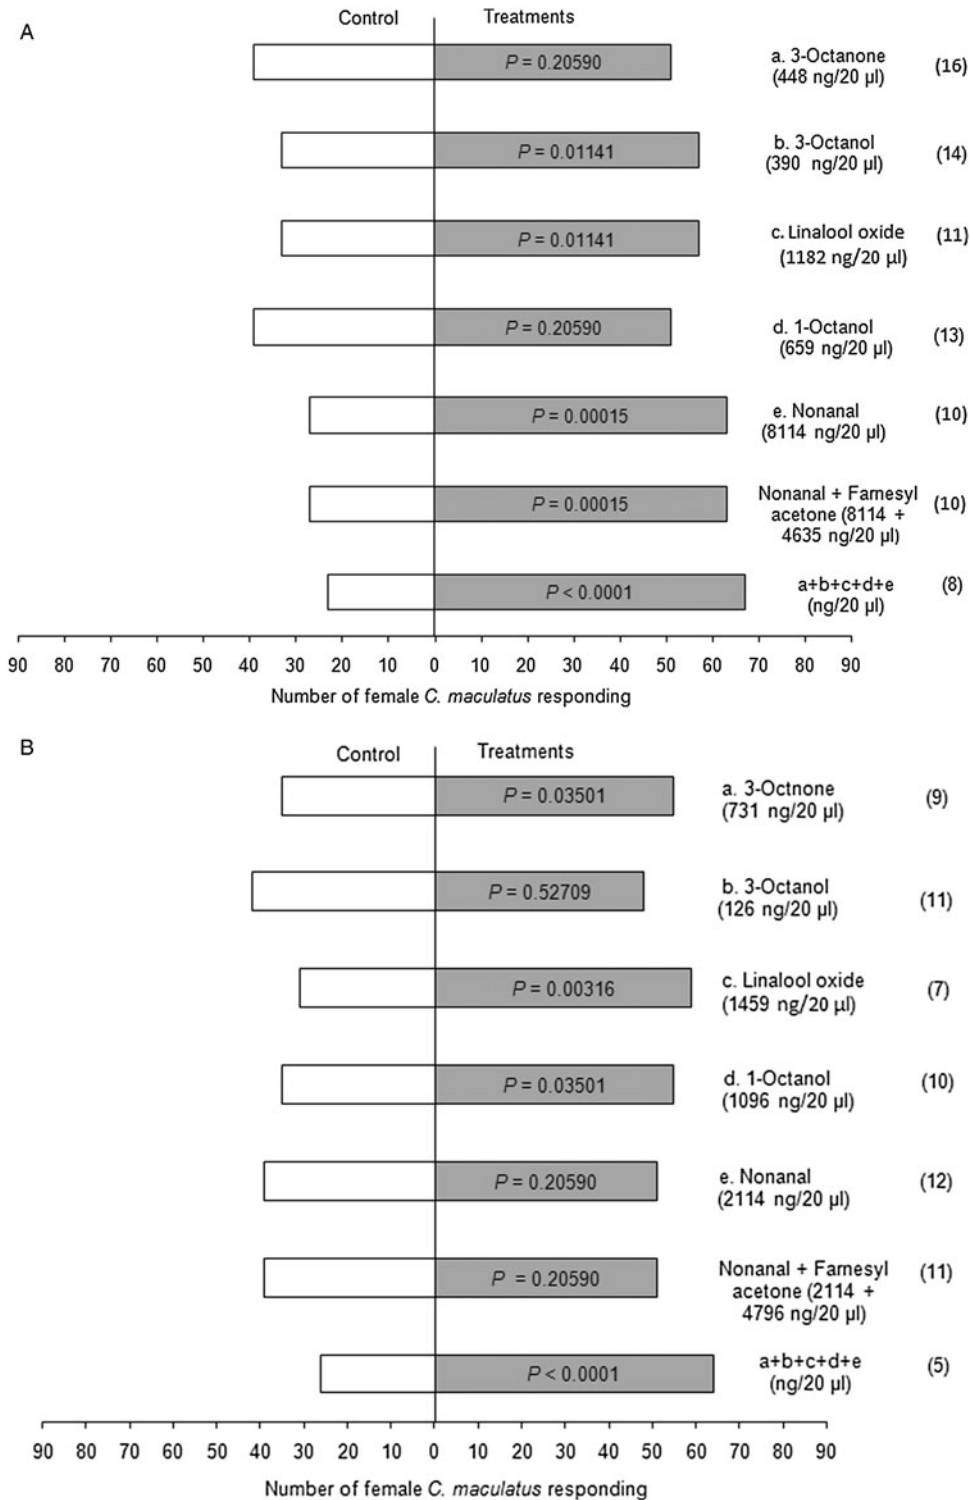 A
Control Treatments
P = 0.20590 a. 3-Octanone (16)
(448 ng/20 µl)
P = 0.01141 b. 3-Octanol (14)
(390 ng/20 µl)
P = 0.01141 c. Linalool oxide (11)
(1182 ng/20 µl)
P = 0.20590 d. 1-Octanol (13)
(659 ng/20 µl)
P = 0.00015 e. Nonanal (10)
(8114 ng/20 µl)
P = 0.00015 Nonanal + Farnesyl (10)
acetone (8114 +
4635 ng/20 µl)
P < 0.0001 a+b+c+d+e (8)
(ng/20 µl)
90 80 70 60 50 40 30 20 10 0 10 20 30 40 50 60 70 80 90
Number of female C. maculatus responding
B
Control Treatments
P = 0.03501 a. 3-Octnone (9)
(731 ng/20 µl)
P = 0.52709 b. 3-Octanol (11)
(126 ng/20 µl)
P = 0.00316 c. Linalool oxide (7)
(1459 ng/20 µl)
P = 0.03501 d. 1-Octanol (10)
(1096 ng/20 µl)
P = 0.20590 e. Nonanal (12)
(2114 ng/20 µl)
P = 0.20590 Nonanal + Farnesyl (11)
acetone (2114 +
4796 ng/20 µl)
P < 0.0001 a+b+c+d+e (5)
(ng/20 µl)
90 80 70 60 50 40 30 20 10 0 10 20 30 40 50 60 70 80 90
Number of female C. maculatus responding